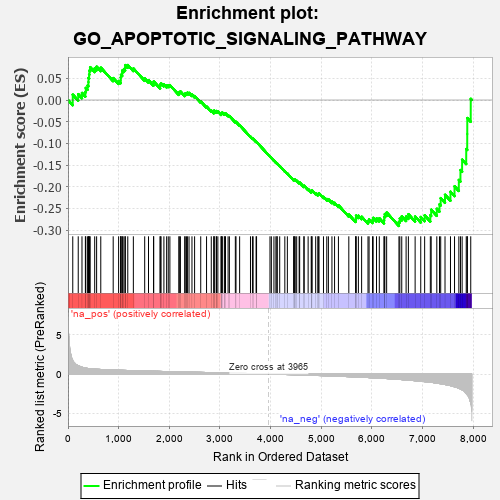 Enrichment plot:
GO_APOPTOTIC_SIGNALING_PATHWAY
Enrichment score (ES)
0.05
0.00
-0.05
-0.10
-0.15
-0.20
-0.25
-0.30
'na_pos' (positively correlated)
Ranked list metric (PreRanked)
5
0
-5
Zero cross at 3965
'na_neg' (negatively correlated)
0
1,000
2,000
3,000
4,000
5,000
6,000
7,000
8,000
Rank in Ordered Dataset
Enrichment profile
Hits
Ranking metric scores